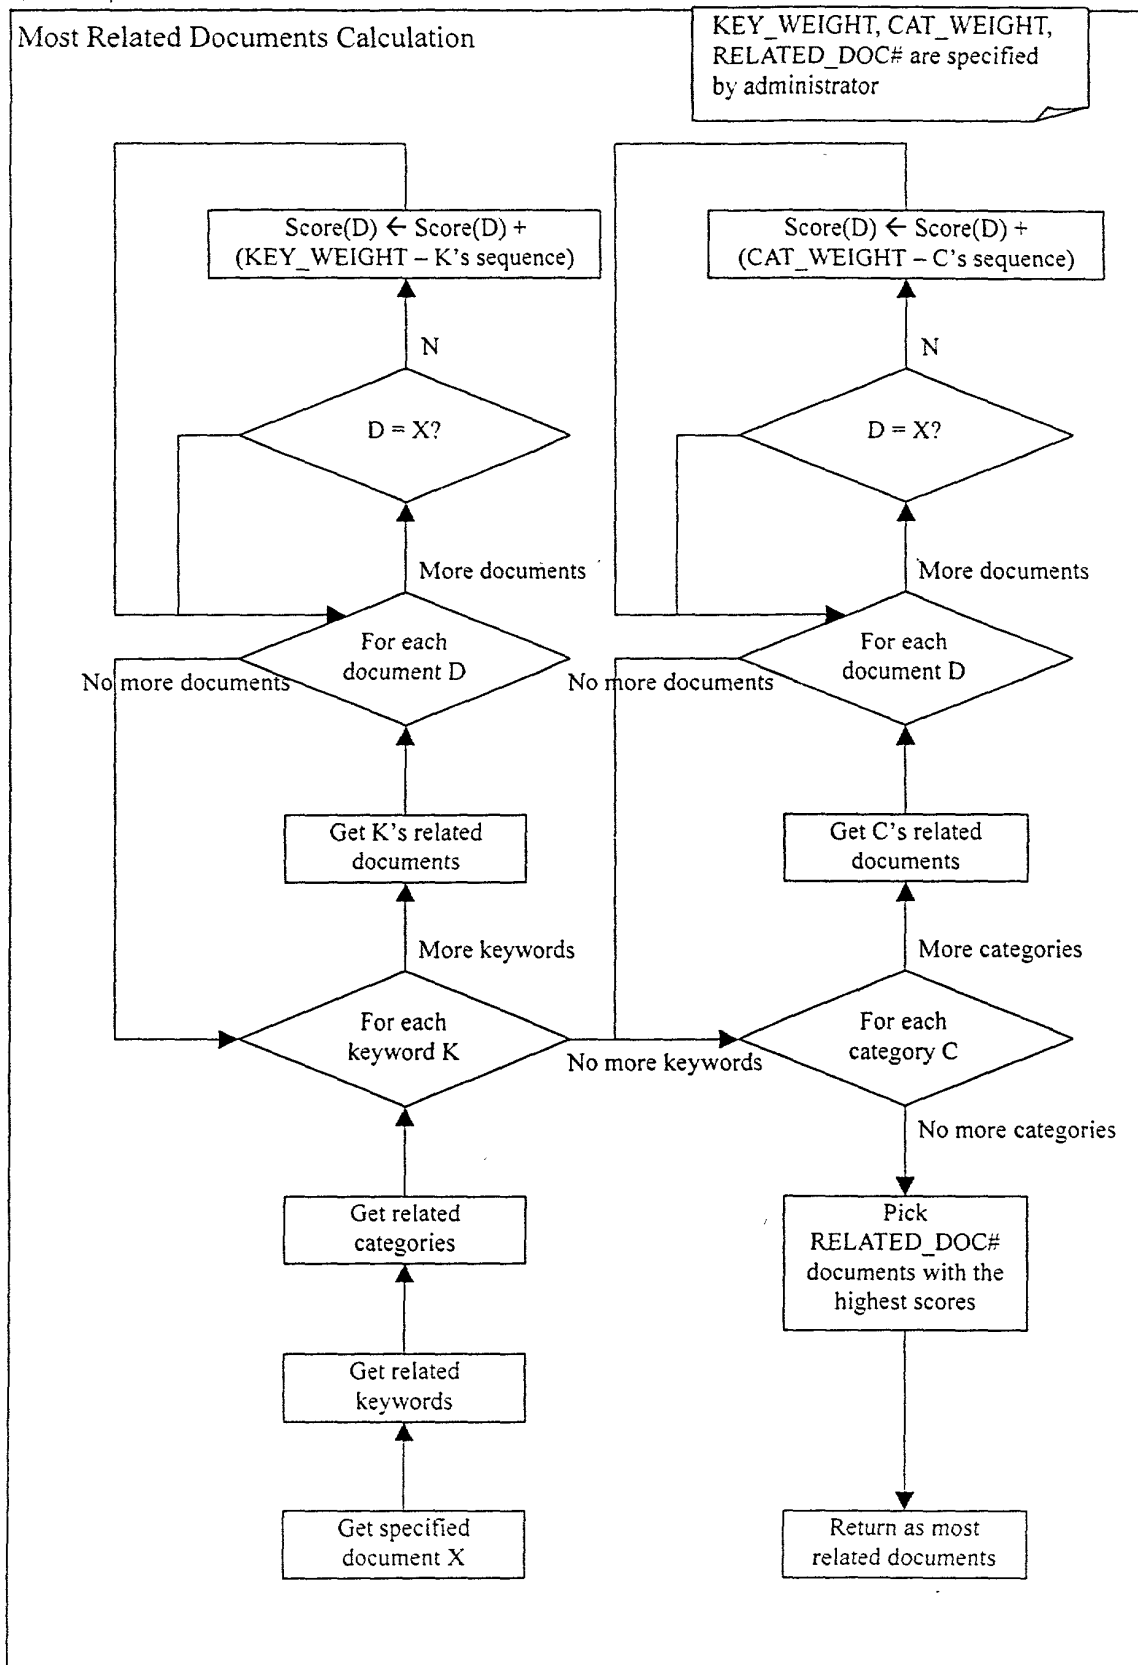 Most Related Documents Calculation
KEY_WEIGHT, CAT_WEIGHT,
RELATED_DOC# are specified
by administrator
Score(D) ← Score(D) +
(KEY_WEIGHT – K's sequence)
Score(D) ← Score(D) +
(CAT_WEIGHT – C's sequence)
N
N
D = X?
D = X?
More documents
More documents
For each
document D
For each
document D
No more documents
No more documents
Get K's related
documents
Get C's related
documents
More keywords
More categories
For each
keyword K
For each
category C
No more keywords
No more categories
Get related
categories
Pick
RELATED_DOC#
documents with the
highest scores
Get related
keywords
Get specified
document X
Return as most
related documents